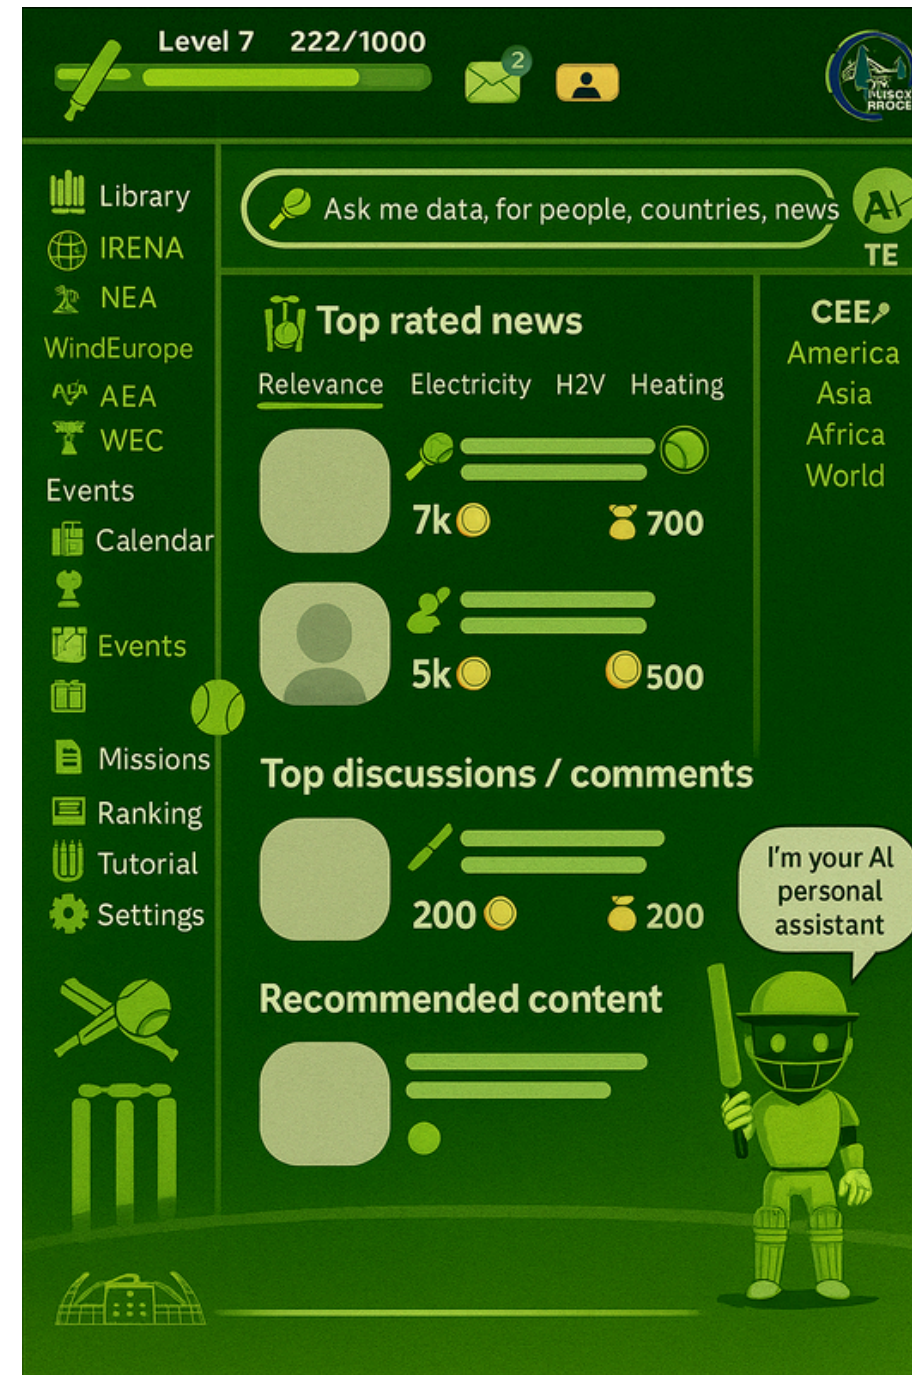 Level 7 222/1000
2
Library
IRENA
NEA
WindEurope
AEA
WEC
Events
Calendar
Events
Missions
Ranking
Tutorial
Settings
Ask me data, for people, countries, news
AI
TE
Top rated news
Relevance Electricity H2V Heating
7k 700
5k 500
Top discussions / comments
200 200
Recommended content
CEE
America
Asia
Africa
World
I'm your AI
personal
assistant